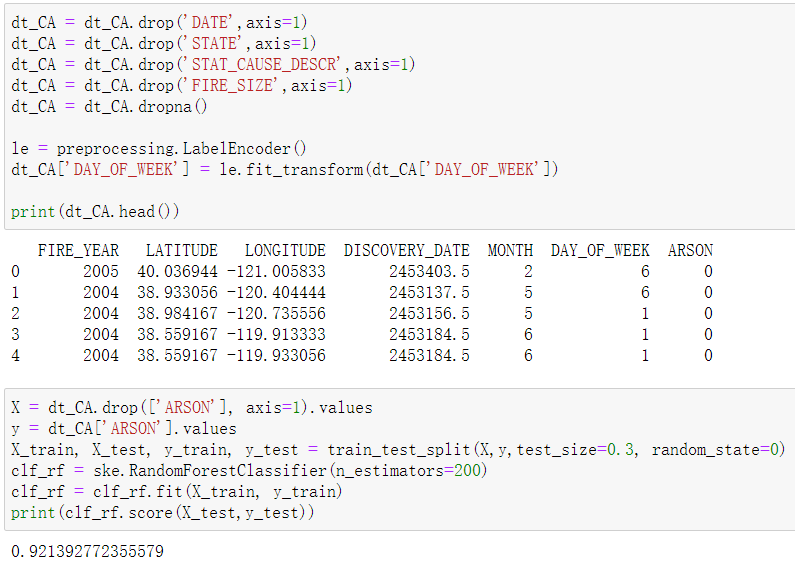 dt_CA = dt_CA.drop('DATE',axis=1)
dt_CA = dt_CA.drop('STATE',axis=1)
dt_CA = dt_CA.drop('STAT_CAUSE_DESCR',axis=1)
dt_CA = dt_CA.drop('FIRE_SIZE',axis=1)
dt_CA = dt_CA.dropna()
le = preprocessing.LabelEncoder()
dt_CA['DAY_OF_WEEK'] = le.fit_transform(dt_CA['DAY_OF_WEEK'])
print(dt_CA.head())
FIRE_YEAR LATITUDE LONGITUDE DISCOVERY_DATE MONTH DAY_OF_WEEK ARSON
0 2005 40.036944 -121.005833 2453403.5 2 6 0
1 2004 38.933056 -120.404444 2453137.5 5 6 0
2 2004 38.984167 -120.735556 2453156.5 5 1 0
3 2004 38.559167 -119.913333 2453184.5 6 1 0
4 2004 38.559167 -119.933056 2453184.5 6 1 0
X = dt_CA.drop(['ARSON'], axis=1).values
y = dt_CA['ARSON'].values
X_train, X_test, y_train, y_test = train_test_split(X,y,test_size=0.3, random_state=0)
clf_rf = ske.RandomForestClassifier(n_estimators=200)
clf_rf = clf_rf.fit(X_train, y_train)
print(clf_rf.score(X_test,y_test))
0.921392772355579